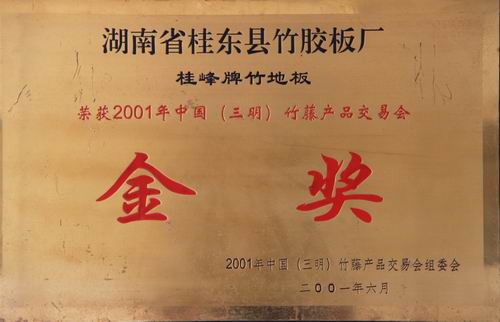 湖南省桂东县竹胶板厂
桂峰牌竹地板
荣获2001年中国（三明）竹藤产品交易会
金奖
2001年中国（三明）竹藤产品交易会组委会
二00一年六月